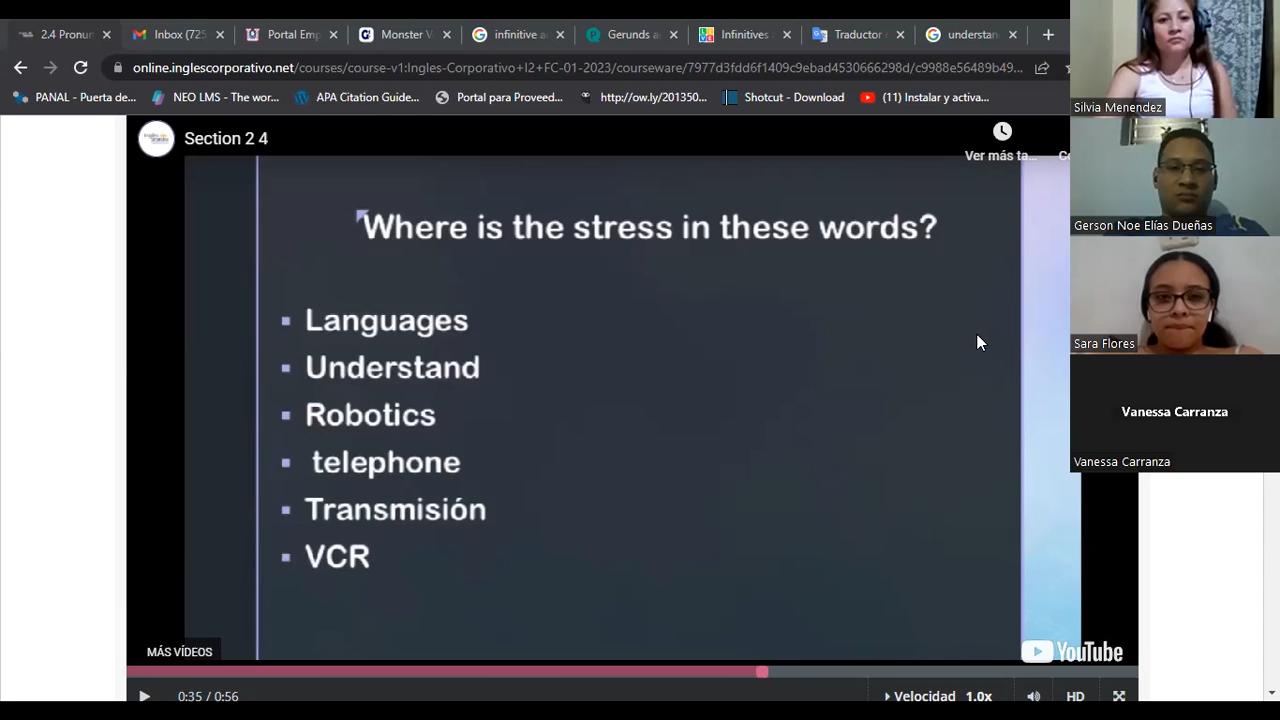 2.4 Pronun
Inbox (725
Portal Emp
Monster V
infinitive a
Gerunds a
Infinitives
Traductor
understan
online.inglescorporativo.net/courses/course-v1:Ingles-Corporativo+I2+FC-01-2023/courseware/7977d3fdd6f1409c9ebad4530666298d/c9988e56489b49...
PANAL - Puerta de...
NEO LMS - The wor...
APA Citation Guide...
Portal para Proveed...
http://ow.ly/201350...
Shotcut - Download
(11) Instalar y activa...
Section 2 4
Ver más ta...
Where is the stress in these words?
Languages
Understand
Robotics
telephone
Transmisión
VCR
MÁS VÍDEOS
YouTube
0:35 / 0:56
Velocidad 1.0x
HD
Silvia Menendez
Gerson Noe Elías Dueñas
Sara Flores
Vanessa Carranza
Vanessa Carranza